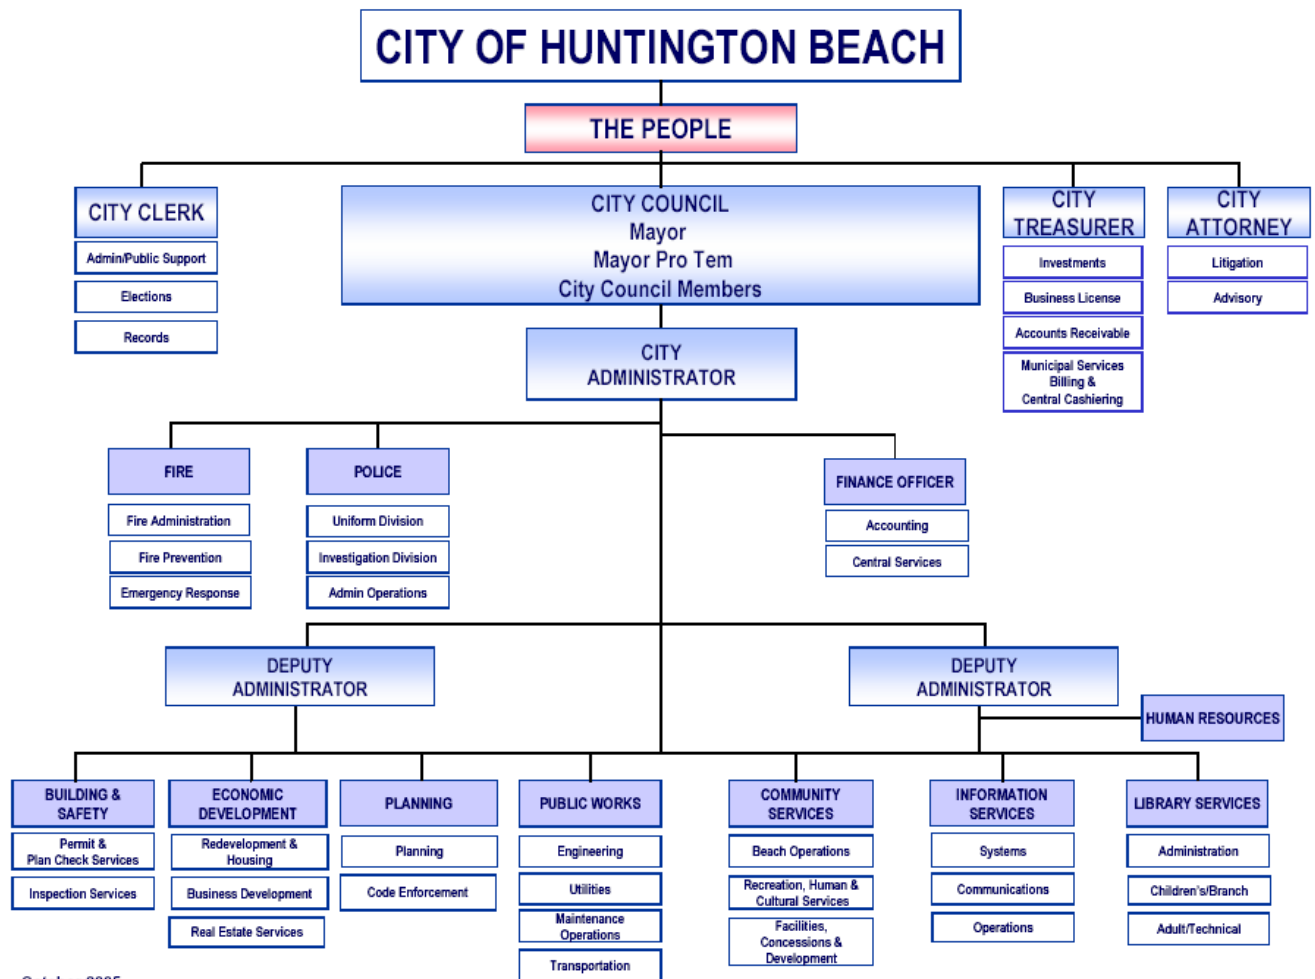 CITY OF HUNTINGTON BEACH
THE PEOPLE
CITY CLERK
Admin/Public Support
Elections
Records
CITY COUNCIL
Mayor
Mayor Pro Tem
City Council Members
CITY
TREASURER
Investments
Business License
Accounts Receivable
Municipal Services
Billing &
Central Cashiering
CITY
ATTORNEY
Litigation
Advisory
CITY
ADMINISTRATOR
FIRE
Fire Administration
Fire Prevention
Emergency Response
POLICE
Uniform Division
Investigation Division
Admin Operations
FINANCE OFFICER
Accounting
Central Services
DEPUTY
ADMINISTRATOR
DEPUTY
ADMINISTRATOR
HUMAN RESOURCES
BUILDING &
SAFETY
Permit &
Plan Check Services
Inspection Services
ECONOMIC
DEVELOPMENT
Redevelopment &
Housing
Business Development
Real Estate Services
PLANNING
Planning
Code Enforcement
PUBLIC WORKS
Engineering
Utilities
Maintenance
Operations
Transportation
COMMUNITY
SERVICES
Beach Operations
Recreation, Human &
Cultural Services
Facilities,
Concessions &
Development
INFORMATION
SERVICES
Systems
Communications
Operations
LIBRARY SERVICES
Administration
Children's/Branch
Adult/Technical